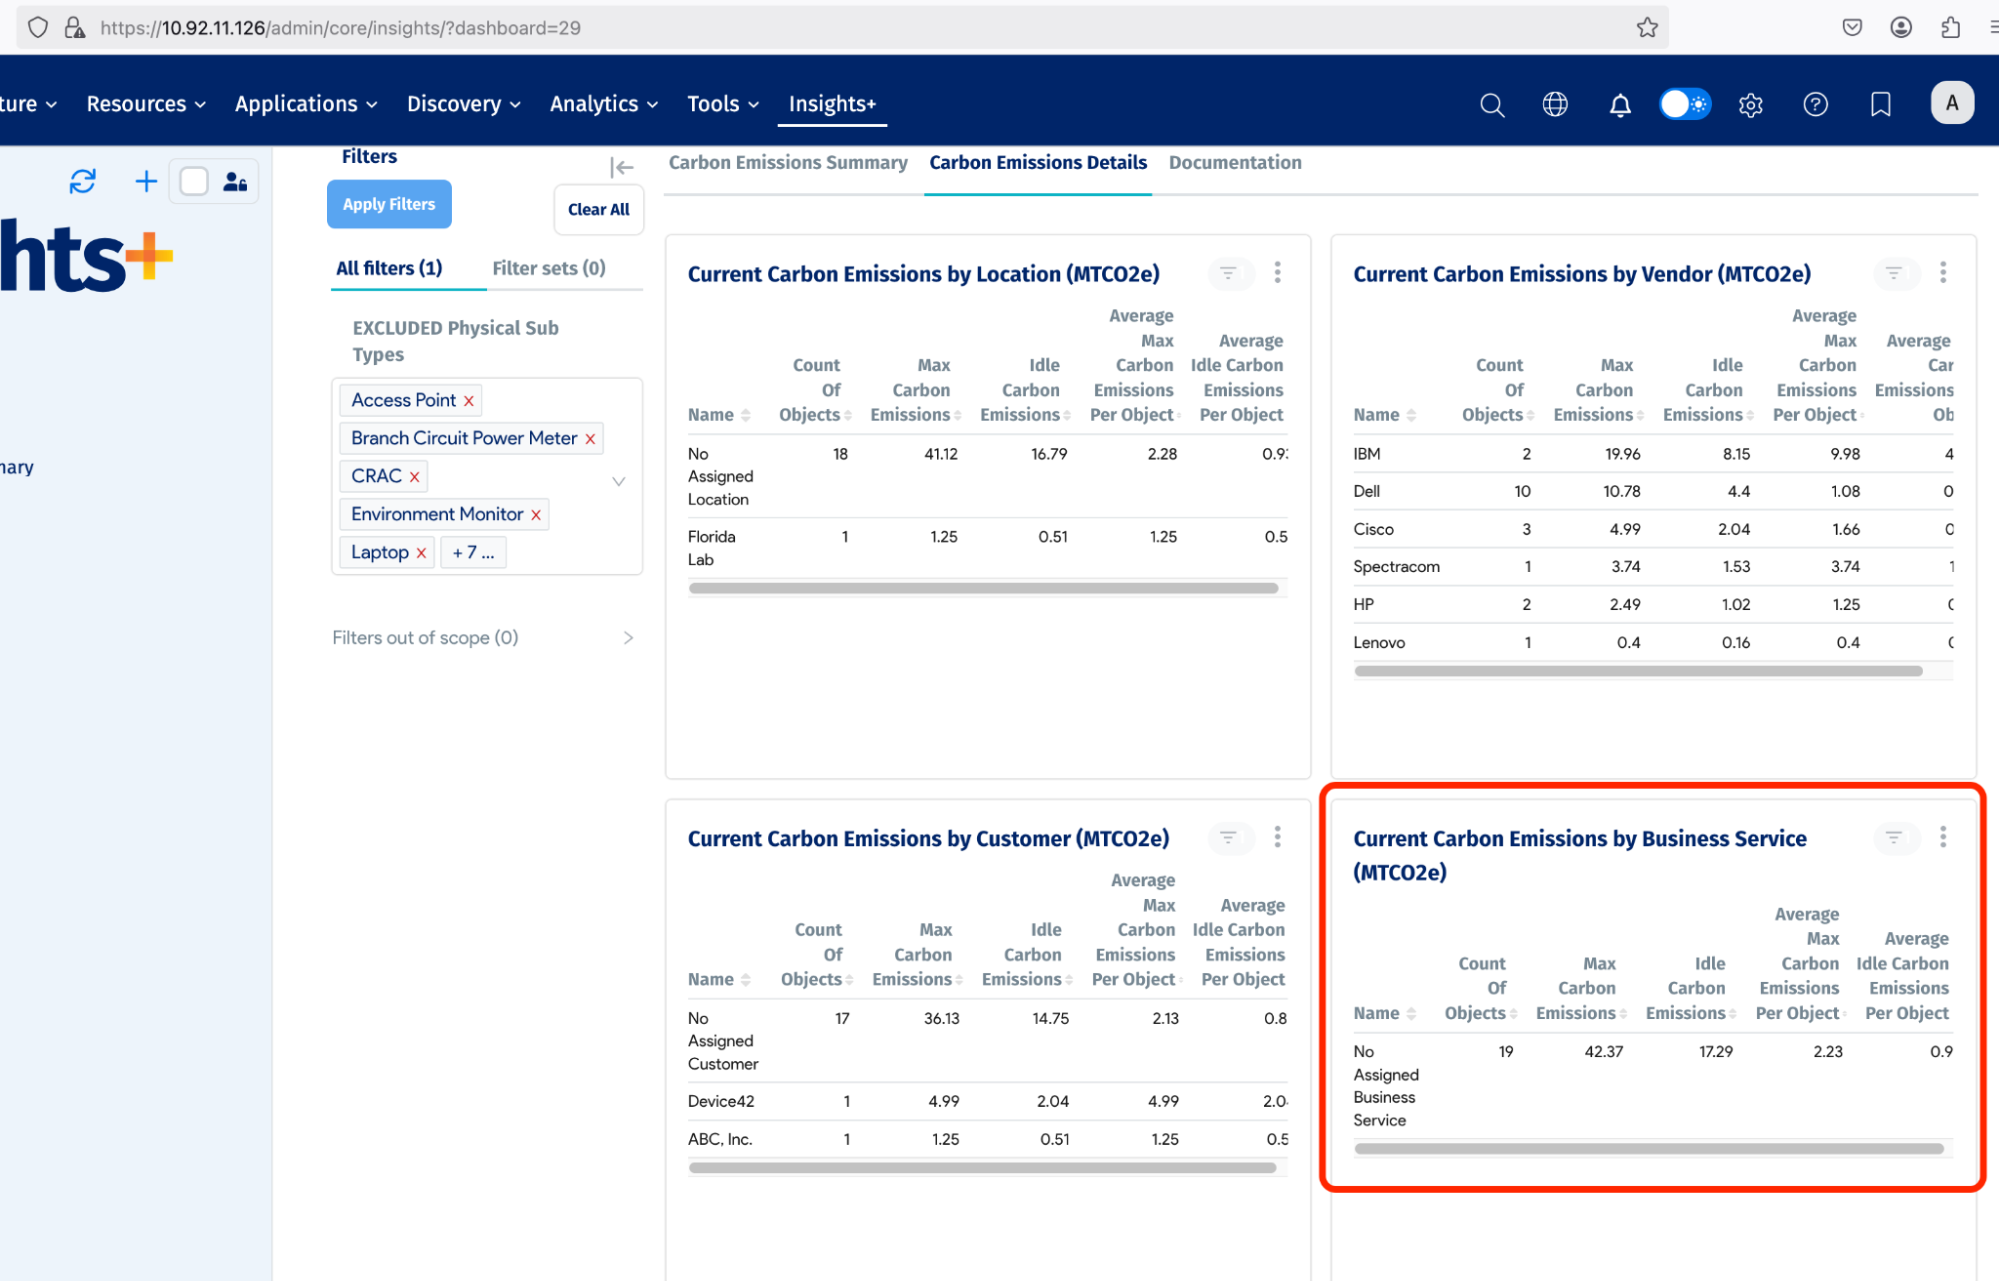 https://10.92.11.126/admin/core/insights/?dashboard=29
ture Resources Applications Discovery Analytics Tools Insights+ A
hts+
mary
Filters
Apply Filters
Clear All
All filters (1) Filter sets (0)
EXCLUDED Physical Sub
Types
Access Point x
Branch Circuit Power Meter x
CRAC x
Environment Monitor x
Laptop x + 7 ...
Filters out of scope (0)
Carbon Emissions Summary Carbon Emissions Details Documentation
Current Carbon Emissions by Location (MTCO2e)
Average
Max Average
Count Max Idle Carbon Idle Carbon
Of Carbon Carbon Emissions Emissions
Name Objects Emissions Emissions Per Object Per Object
No 18 41.12 16.79 2.28 0.93
Assigned
Location
Florida 1 1.25 0.51 1.25 0.5
Lab
Current Carbon Emissions by Vendor (MTCO2e)
Average
Max Average
Count Max Idle Carbon Car
Of Carbon Carbon Emissions Emissions
Name Objects Emissions Emissions Per Object Ob
IBM 2 19.96 8.15 9.98 4
Dell 10 10.78 4.4 1.08 0
Cisco 3 4.99 2.04 1.66 0
Spectracom 1 3.74 1.53 3.74 1
HP 2 2.49 1.02 1.25 0
Lenovo 1 0.4 0.16 0.4 0
Current Carbon Emissions by Customer (MTCO2e)
Average
Max Average
Count Max Idle Carbon Idle Carbon
Of Carbon Carbon Emissions Emissions
Name Objects Emissions Emissions Per Object Per Object
No 17 36.13 14.75 2.13 0.8
Assigned
Customer
Device42 1 4.99 2.04 4.99 2.0
ABC, Inc. 1 1.25 0.51 1.25 0.5
Current Carbon Emissions by Business Service
(MTCO2e)
Average
Max Average
Count Max Idle Carbon Idle Carbon
Of Carbon Carbon Emissions Emissions
Name Objects Emissions Emissions Per Object Per Object
No 19 42.37 17.29 2.23 0.9
Assigned
Business
Service